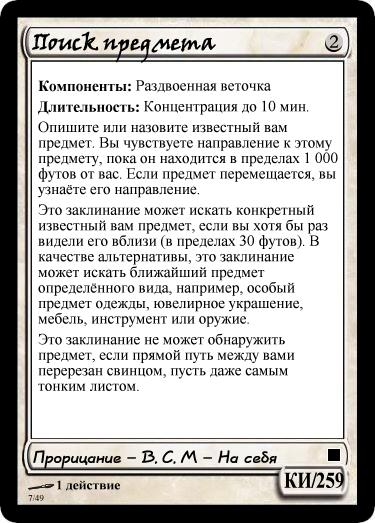 Поиск предмета 2
Компоненты: Раздвоенная веточка
Длительность: Концентрация до 10 мин.
Опишите или назовите известный вам
предмет. Вы чувствуете направление к этому
предмету, пока он находится в пределах 1 000
футов от вас. Если предмет перемещается, вы
узнаёте его направление.
Это заклинание может искать конкретный
известный вам предмет, если вы хотя бы раз
видели его вблизи (в пределах 30 футов). В
качестве альтернативы, это заклинание
может искать ближайший предмет
определённого вида, например, особый
предмет одежды, ювелирное украшение,
мебель, инструмент или оружие.
Это заклинание не может обнаружить
предмет, если прямой путь между вами
перерезан свинцом, пусть даже самым
тонким листом.
Прорицание – В, С, М – На себя
1 действие
КИ/259
7/49